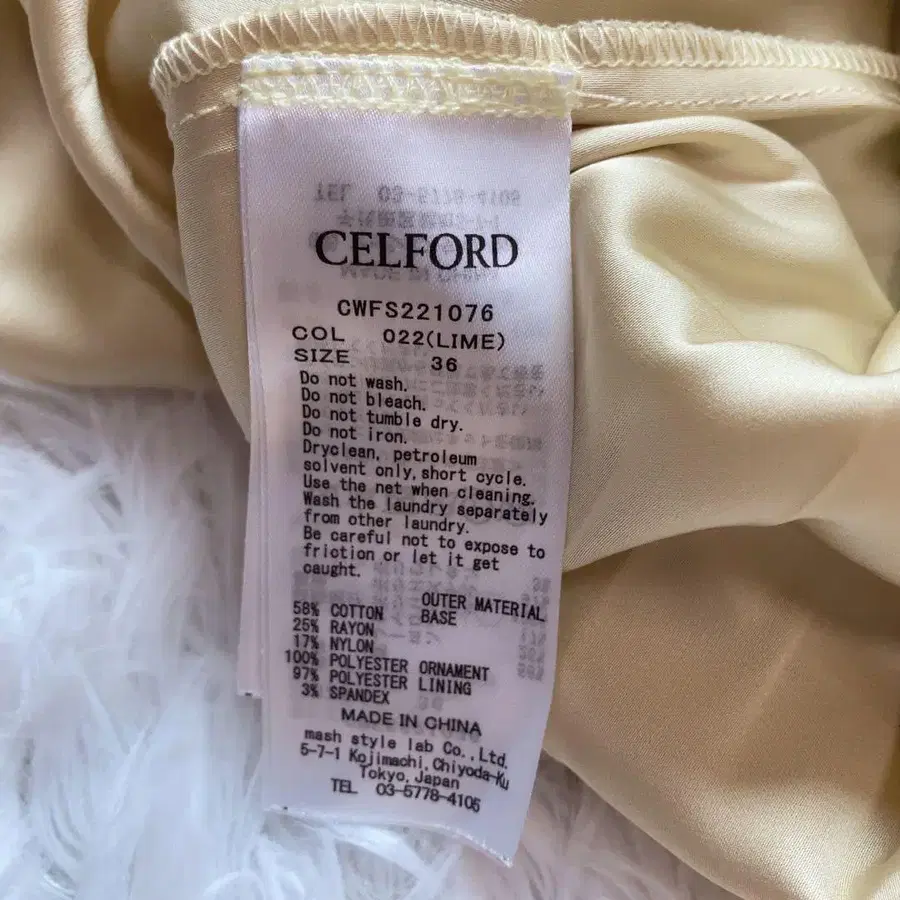 CELFORD
CWFS221076
COL 022(LIME)
SIZE 36
Do not wash.
Do not bleach.
Do not tumble dry.
Do not iron.
Dryclean, petroleum
solvent only, short cycle.
Use the net when cleaning.
Wash the laundry separately
from other laundry.
Be careful not to expose to
friction or let it get
caught.
OUTER MATERIAL
58% COTTON BASE
25% RAYON
17% NYLON
100% POLYESTER ORNAMENT
97% POLYESTER LINING
3% SPANDEX
MADE IN CHINA
mash style lab Co.,Ltd.
5-7-1 Kojimachi,Chiyoda-Ku
Tokyo,Japan
TEL 03-5778-4105